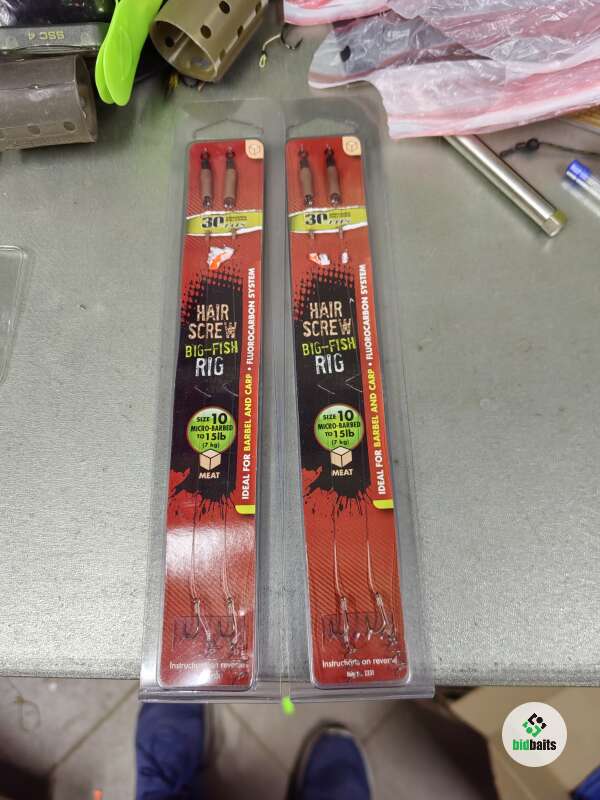 SSC 4
30
HAIR
SCREW
BIG-FISH
RIG
SIZE 10
MICRO-BARBED
TO 15lb
(7 kg)
MEAT
IDEAL FOR BARBEL AND CARP • FLUOROCARBON SYSTEM
Instructions on reverse
30
HAIR
SCREW
BIG-FISH
RIG
SIZE 10
MICRO-BARBED
TO 15lb
(7 kg)
MEAT
IDEAL FOR BARBEL AND CARP • FLUOROCARBON SYSTEM
Instructions on reverse
bidbaits